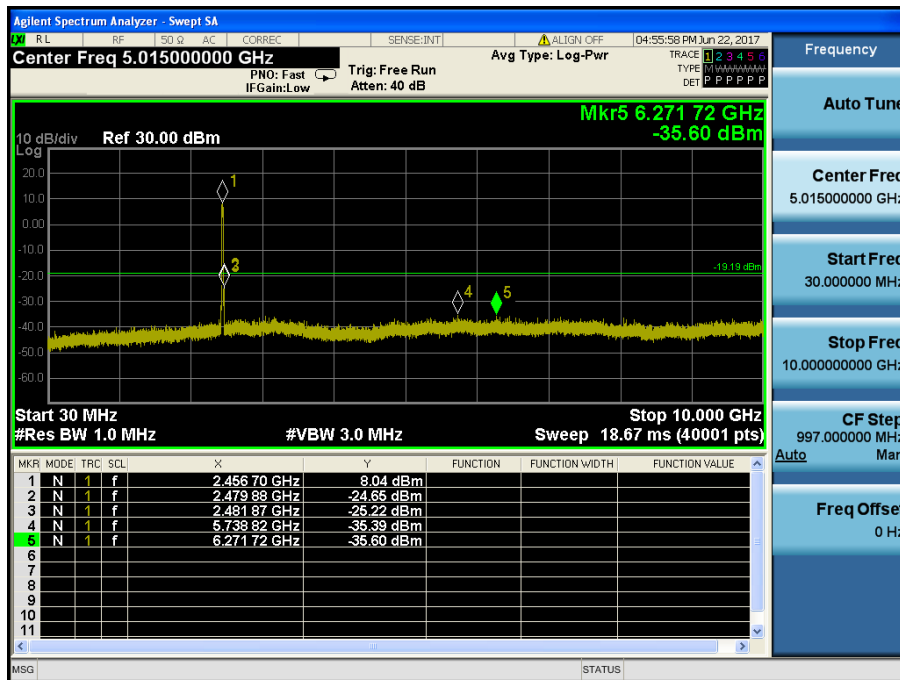 Agilent Spectrum Analyzer - Swept SA
LXI RL RF 50 Ω AC CORREC SENSE:INT ALIGN OFF 04:55:58 PM Jun 22, 2017
Center Freq 5.015000000 GHz
PNO: Fast
IFGain:Low
Trig: Free Run
Atten: 40 dB
Avg Type: Log-Pwr
TRACE 1 2 3 4 5 6
TYPE M WWWWW
DET P P P P P P
Mkr5 6.271 72 GHz
-35.60 dBm
10 dB/div
Log
Ref 30.00 dBm
20.0
10.0
0.00
-10.0
-20.0
-30.0
-40.0
-50.0
-60.0
1
3
4
5
-19.19 dBm
Start 30 MHz Stop 10.000 GHz
#Res BW 1.0 MHz #VBW 3.0 MHz Sweep 18.67 ms (40001 pts)
MKR MODE TRC SCL X Y FUNCTION FUNCTION WIDTH FUNCTION VALUE
1 N 1 f 2.456 70 GHz 8.04 dBm
2 N 1 f 2.479 88 GHz -24.65 dBm
3 N 1 f 2.481 87 GHz -25.22 dBm
4 N 1 f 5.738 82 GHz -35.39 dBm
5 N 1 f 6.271 72 GHz -35.60 dBm
6
7
8
9
10
11
MSG STATUS
Frequency
Auto Tune
Center Freq
5.015000000 GHz
Start Freq
30.000000 MHz
Stop Freq
10.000000000 GHz
CF Step
997.000000 MHz
Auto Man
Freq Offset
0 Hz